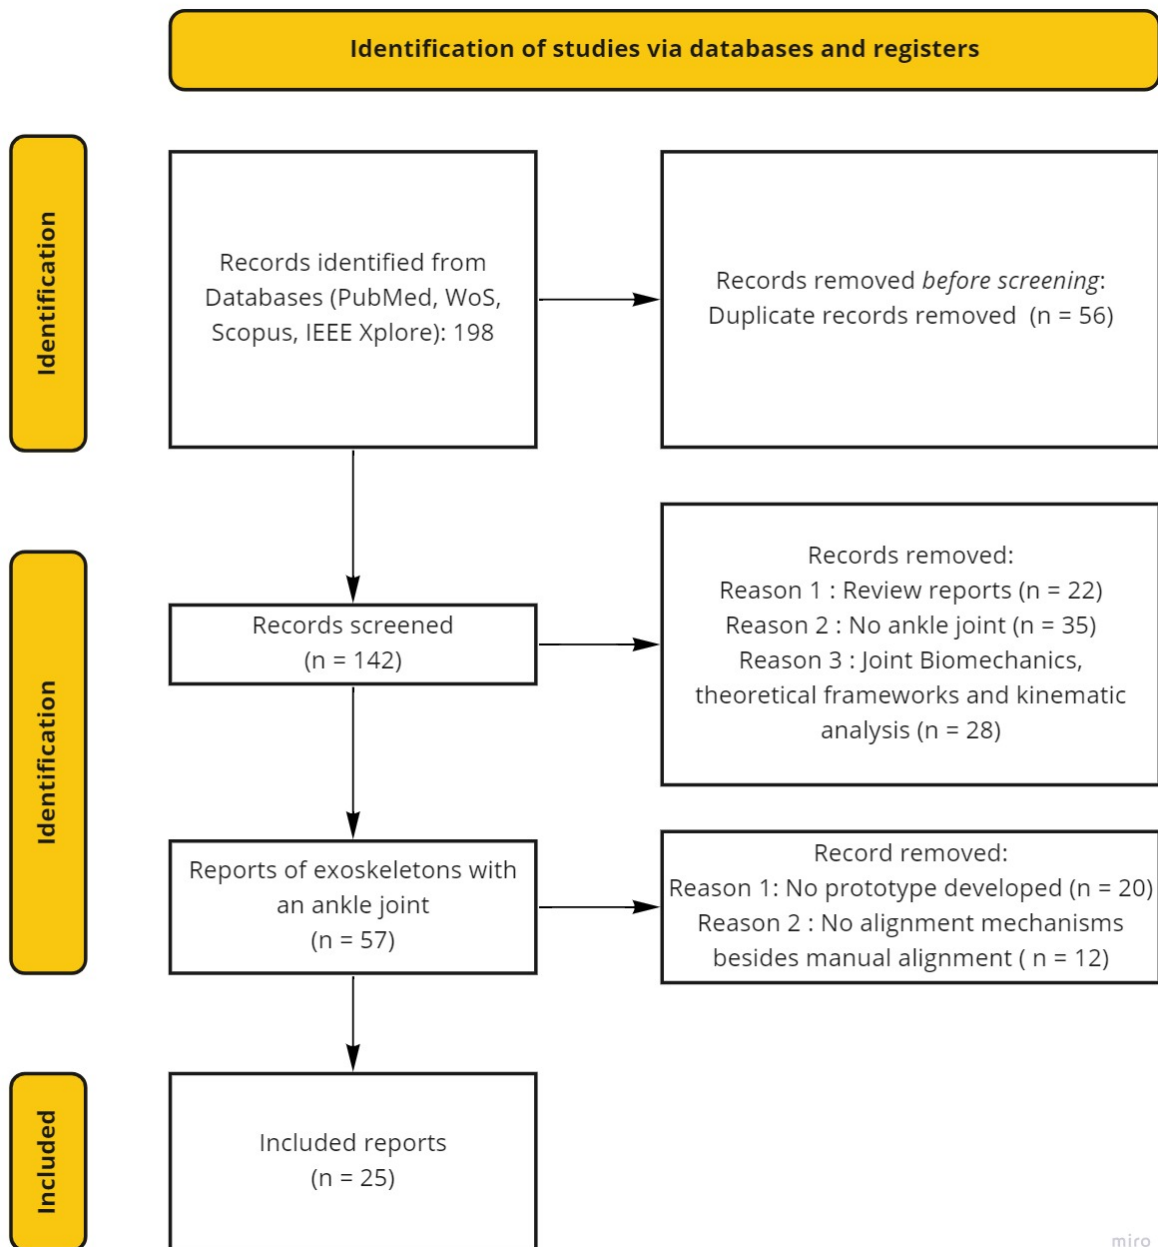 Identification of studies via databases and registers
Identification
Records identified from
Databases (PubMed, WoS,
Scopus, IEEE Xplore): 198
Records removed before screening:
Duplicate records removed  (n = 56)
Identification
Records screened
(n = 142)
Records removed:
Reason 1 : Review reports (n = 22)
Reason 2 : No ankle joint (n = 35)
Reason 3 : Joint Biomechanics,
theoretical frameworks and kinematic
analysis (n = 28)
Reports of exoskeletons with
an ankle joint
(n = 57)
Record removed:
Reason 1: No prototype developed (n = 20)
Reason 2 : No alignment mechanisms
besides manual alignment ( n = 12)
Included
Included reports
(n = 25)
miro